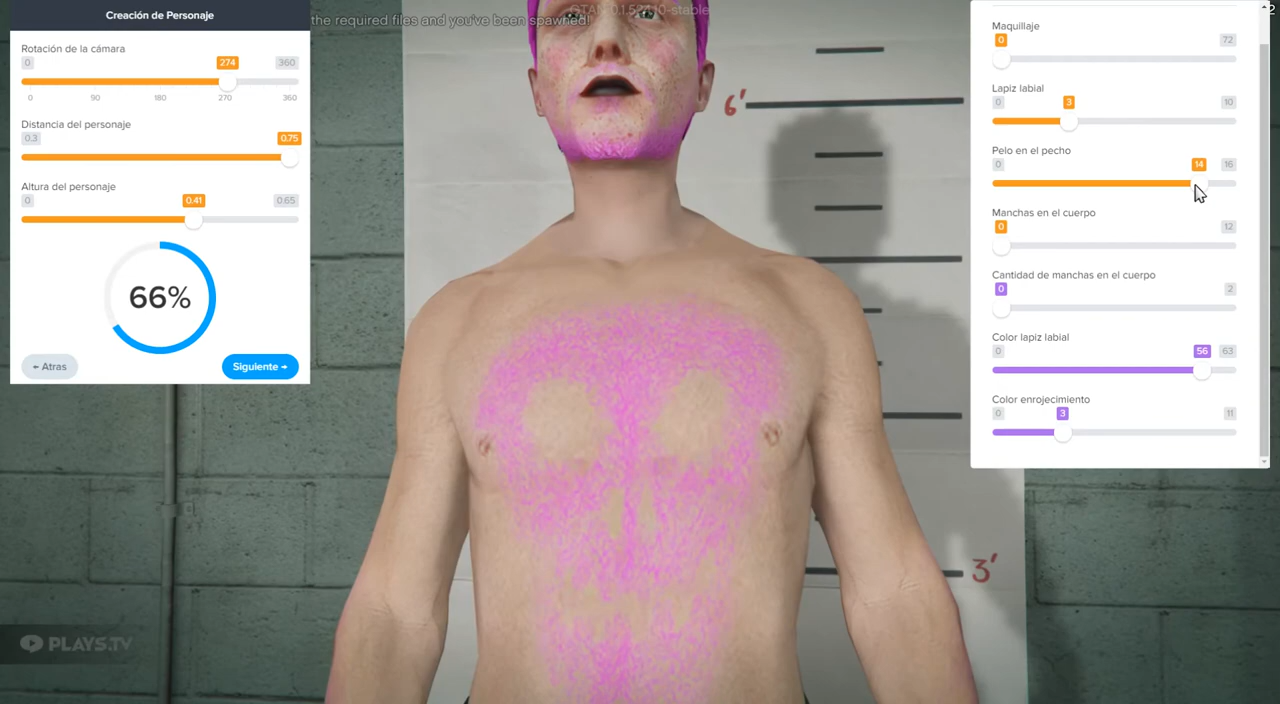 Creación de Personaje
Rotación de la cámara
0 274 360
0 90 180 270 360
Distancia del personaje
0.3 0.75
Altura del personaje
0 0.41 0.65
66%
← Atras Siguiente →
the required files and you've been spawned!
6'
3'
PLAYS.TV
Maquillaje
0 72
Lapiz labial
0 3 10
Pelo en el pecho
0 14 16
Manchas en el cuerpo
0 12
Cantidad de manchas en el cuerpo
0 2
Color lapiz labial
0 56 63
Color enrojecimiento
0 3 11